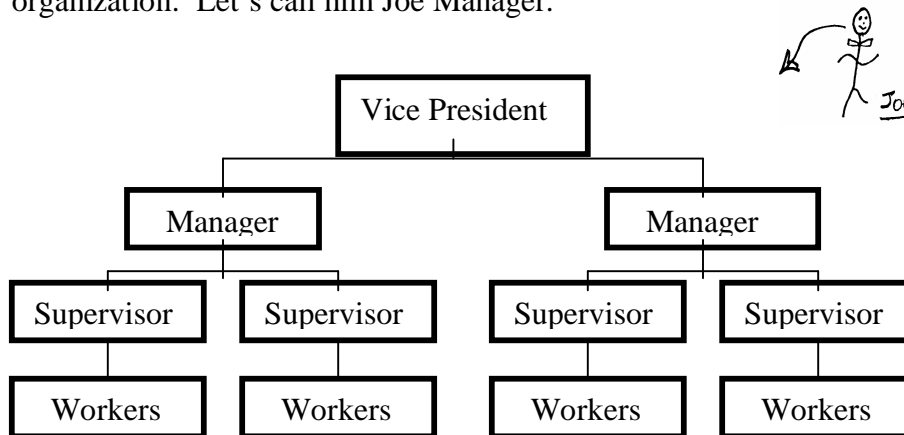 organization. Let’s call him Joe Manager.
Vice President
Manager Manager
Supervisor Supervisor Supervisor Supervisor
Workers Workers Workers Workers